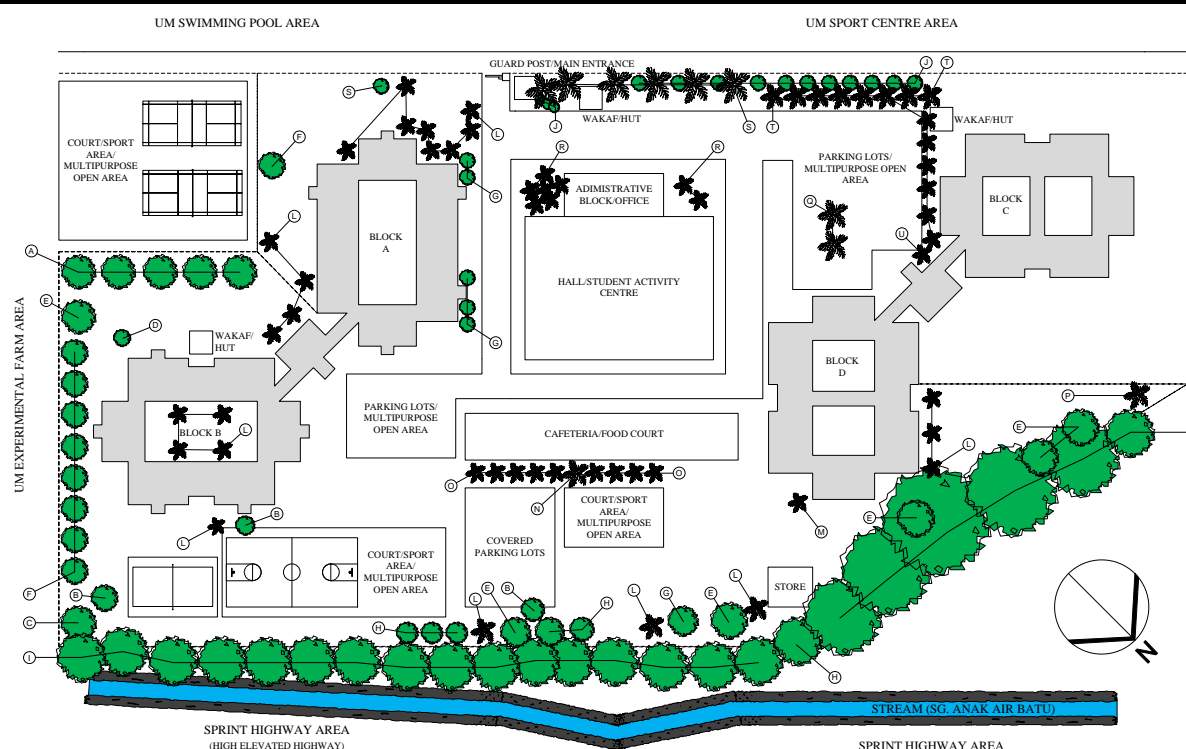 UM SWIMMING POOL AREA
UM SPORT CENTRE AREA
GUARD POST/MAIN ENTRANCE
J
T
S
L
J
WAKAF/HUT
S
T
WAKAF/HUT
COURT/SPORT
AREA/
MULTIPURPOSE
OPEN AREA
F
R
R
G
ADIMISTRATIVE
BLOCK/OFFICE
PARKING LOTS/
MULTIPURPOSE OPEN
AREA
BLOCK
C
L
Q
BLOCK
A
U
A
HALL/STUDENT ACTIVITY
CENTRE
E
D
WAKAF/
HUT
G
BLOCK
D
UM EXPERIMENTAL FARM AREA
PARKING LOTS/
MULTIPURPOSE
OPEN AREA
P
BLOCK B
L
CAFETERIA/FOOD COURT
E
L
O
O
N
COURT/SPORT
AREA/
MULTIPURPOSE
OPEN AREA
M
E
L
B
COVERED
PARKING LOTS
COURT/SPORT
AREA/
MULTIPURPOSE
OPEN AREA
F
B
C
L
E
B
L
G
E
L
STORE
H
H
I
H
N
STREAM (SG. ANAK AIR BATU)
SPRINT HIGHWAY AREA
(HIGH ELEVATED HIGHWAY)
SPRINT HIGHWAY AREA